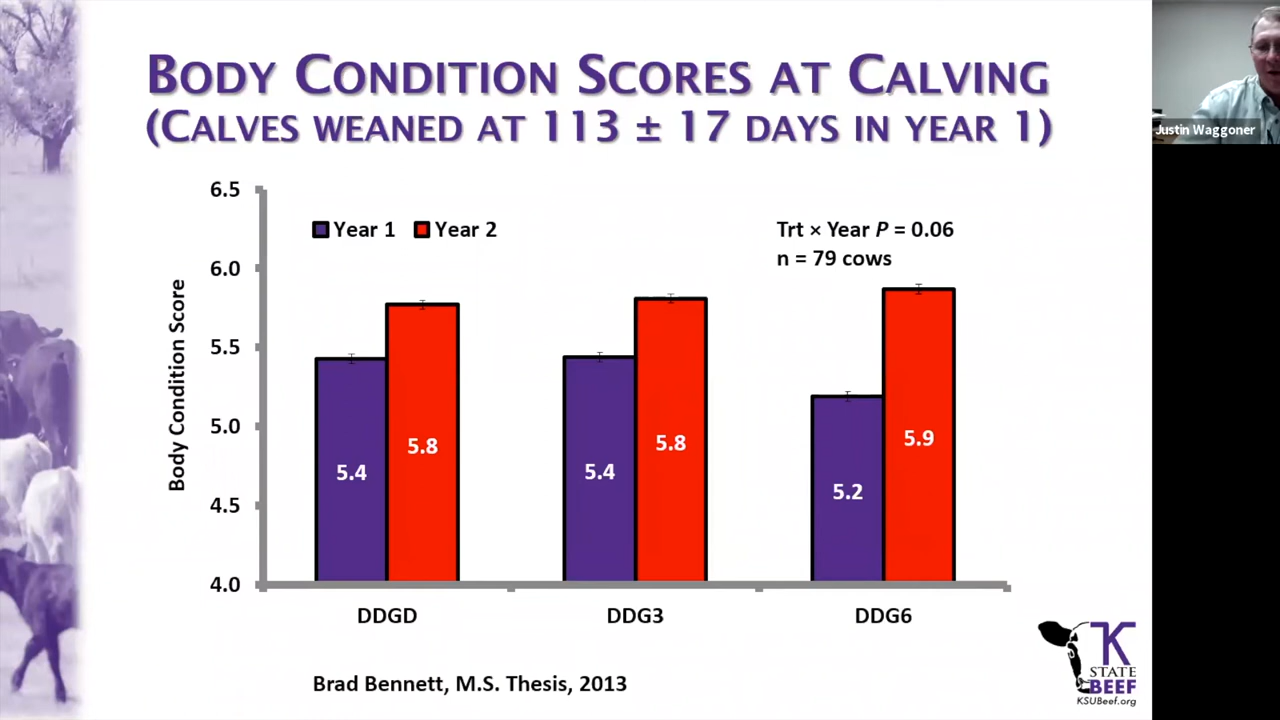 BODY CONDITION SCORES AT CALVING
(CALVES WEANED AT 113 ± 17 DAYS IN YEAR 1)
Justin Waggoner
Body Condition Score
6.5
6.0
5.5
5.0
4.5
4.0
Year 1 Year 2
Trt × Year P = 0.06
n = 79 cows
5.4 5.8 5.4 5.8 5.2 5.9
DDGD DDG3 DDG6
Brad Bennett, M.S. Thesis, 2013
K
STATE
BEEF
KSUBeef.org